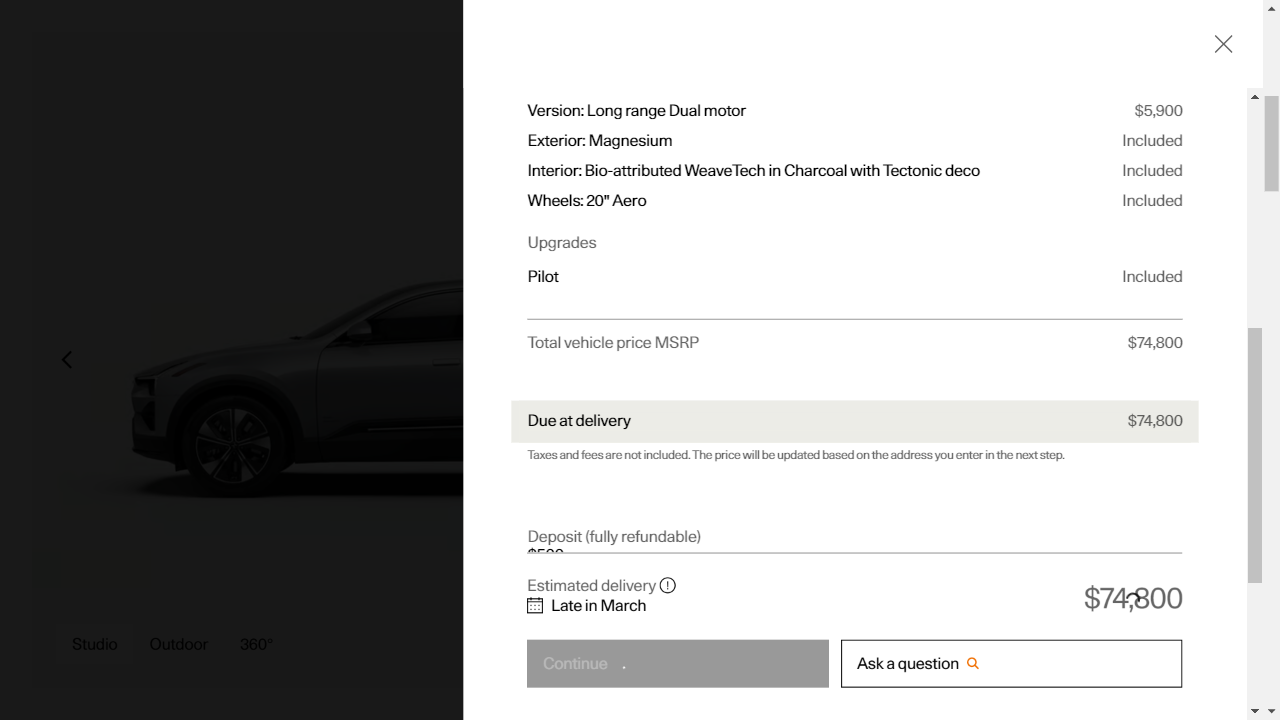 Version: Long range Dual motor $5,900
Exterior: Magnesium Included
Interior: Bio-attributed WeaveTech in Charcoal with Tectonic deco Included
Wheels: 20" Aero Included
Upgrades
Pilot Included
Total vehicle price MSRP $74,800
Due at delivery $74,800
Taxes and fees are not included. The price will be updated based on the address you enter in the next step.
Deposit (fully refundable)
Estimated delivery
Late in March
$74,800
Continue
Ask a question
Studio Outdoor 360°